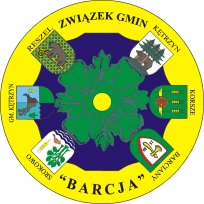 ZWIĄZEK GMIN
KĘTRZYN
KORSZE
BARCIANY
"BARCJA"
SROKOWO
GM. KĘTRZYN
RESZEL